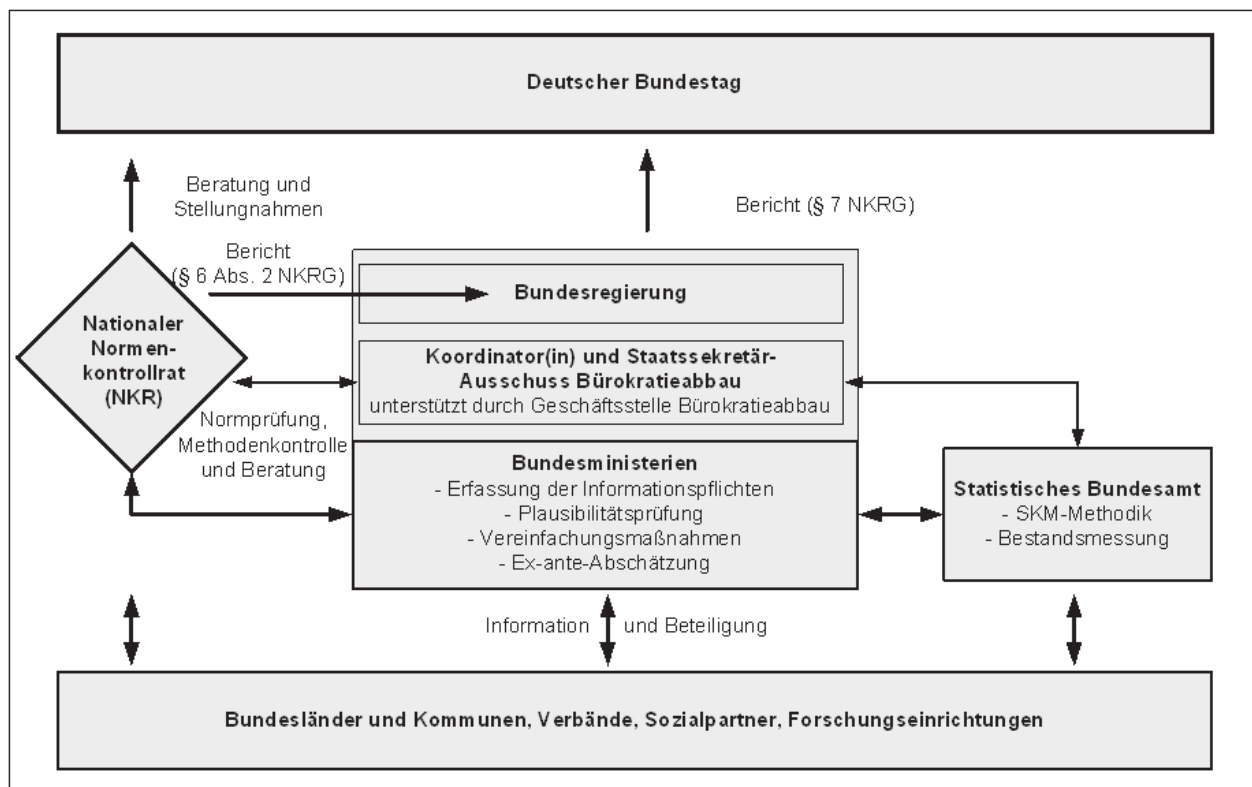 Deutscher Bundestag
Beratung und
Stellungnahmen
Bericht (§ 7 NKRG)
Bericht
(§ 6 Abs. 2 NKRG)
Bundesregierung
Nationaler
Normen-
kontrollrat
(NKR)
Koordinator(in) und Staatssekretär-
Ausschuss Bürokratieabbau
unterstützt durch Geschäftsstelle Bürokratieabbau
Normprüfung,
Methodenkontrolle
und Beratung
Bundesministerien
- Erfassung der Informationspflichten
- Plausibilitätsprüfung
- Vereinfachungsmaßnahmen
- Ex-ante-Abschätzung
Statistisches Bundesamt
- SKM-Methodik
- Bestandsmessung
Information und Beteiligung
Bundesländer und Kommunen, Verbände, Sozialpartner, Forschungseinrichtungen